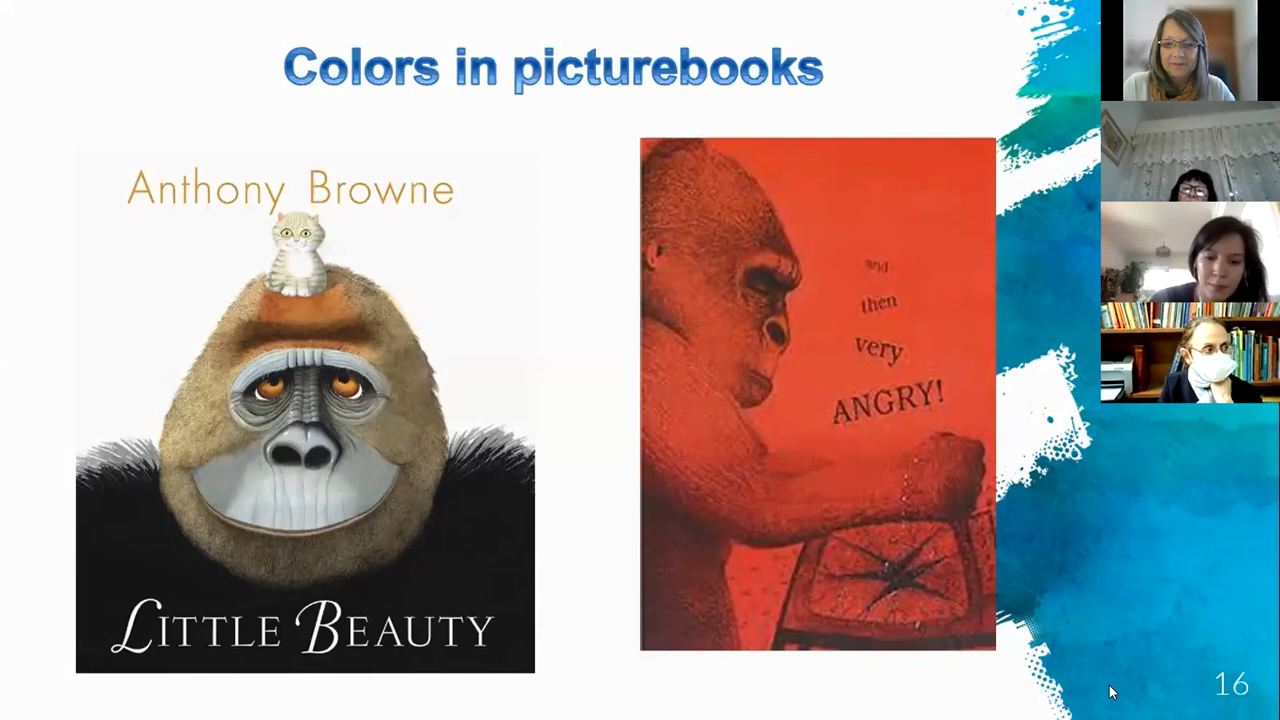 Colors in picturebooks
Anthony Browne
LITTLE BEAUTY
and
then
very
ANGRY!
16